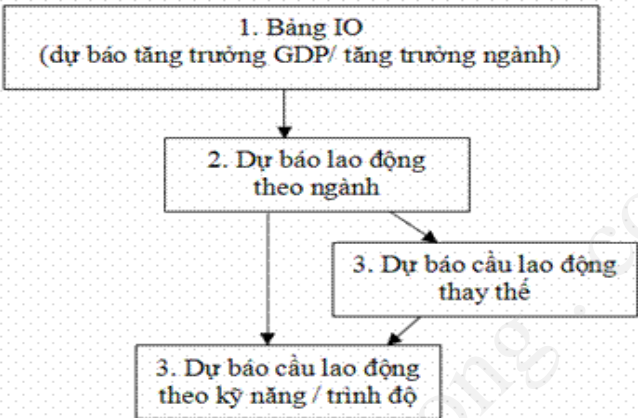 1. Bảng IO
(dự báo tăng trưởng GDP/ tăng trưởng ngành)
2. Dự báo lao động
theo ngành
3. Dự báo cầu lao động
thay thế
3. Dự báo cầu lao động
theo kỹ năng / trình độ